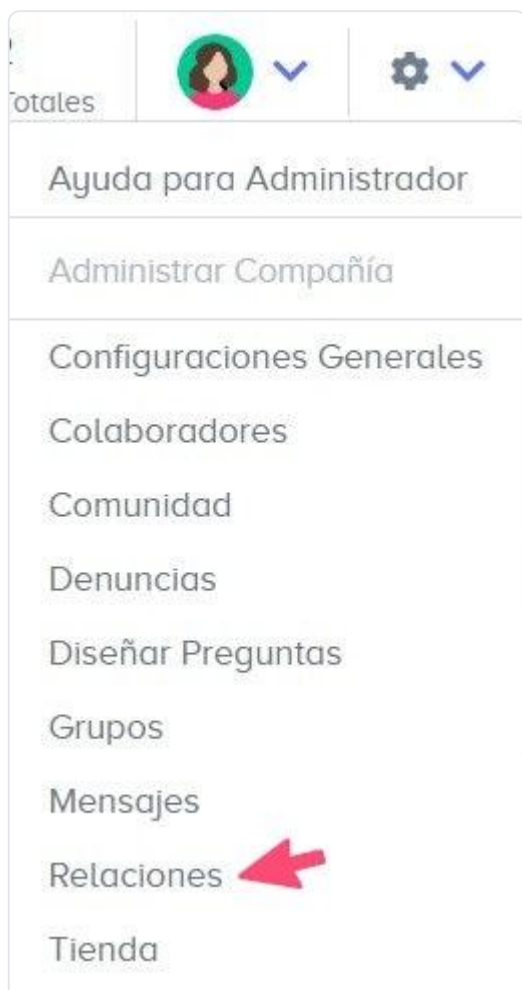 Totales
Ayuda para Administrador
Administrar Compañía
Configuraciones Generales
Colaboradores
Comunidad
Denuncias
Diseñar Preguntas
Grupos
Mensajes
Relaciones
Tienda